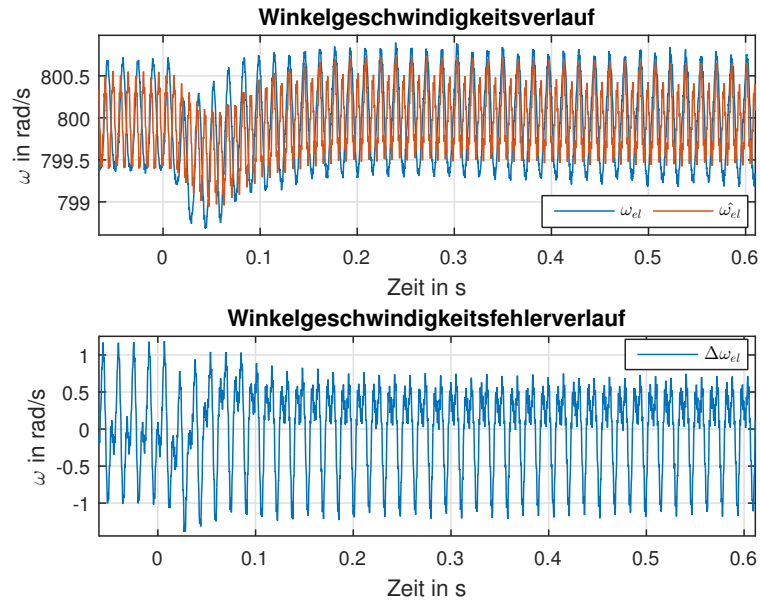 Winkelgeschwindigkeitsverlauf
ω in rad/s
800.5
800
799.5
799
ω_el ω̂_el
0 0.1 0.2 0.3 0.4 0.5 0.6
Zeit in s
Winkelgeschwindigkeitsfehlerverlauf
ω in rad/s
1
0.5
0
-0.5
-1
Δω_el
0 0.1 0.2 0.3 0.4 0.5 0.6
Zeit in s